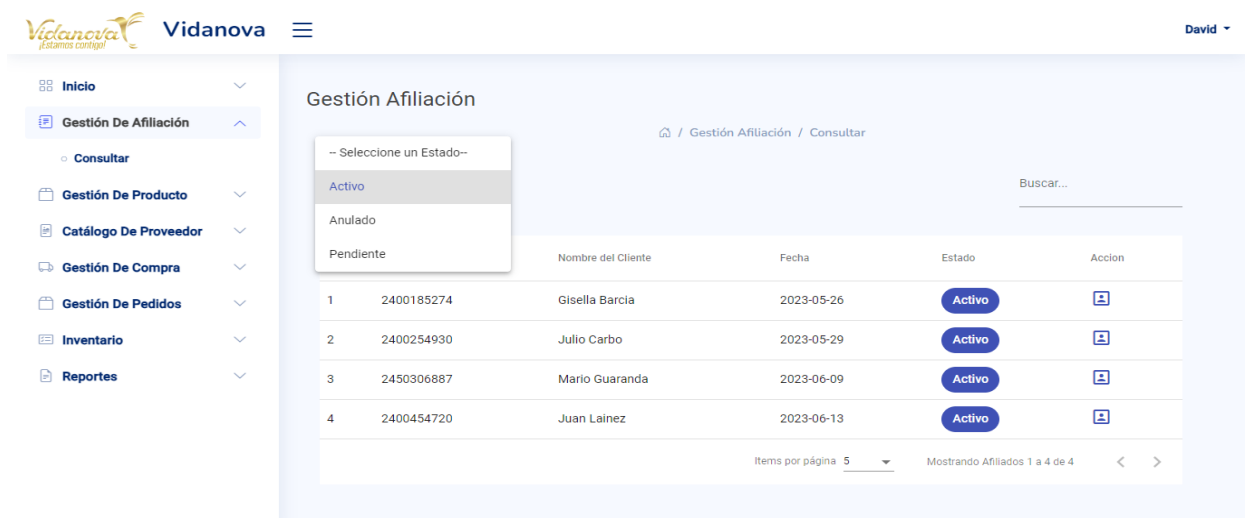 Vidanova
¡Estamos contigo!
Vidanova
David
Inicio
Gestión De Afiliación
Consultar
Gestión De Producto
Catálogo De Proveedor
Gestión De Compra
Gestión De Pedidos
Inventario
Reportes
Gestión Afiliación
/ Gestión Afiliación / Consultar
-- Seleccione un Estado--
Activo
Anulado
Pendiente
Buscar...
Nombre del Cliente Fecha Estado Accion
1 2400185274 Gisella Barcia 2023-05-26 Activo
2 2400254930 Julio Carbo 2023-05-29 Activo
3 2450306887 Mario Guaranda 2023-06-09 Activo
4 2400454720 Juan Lainez 2023-06-13 Activo
Items por página 5 Mostrando Afiliados 1 a 4 de 4